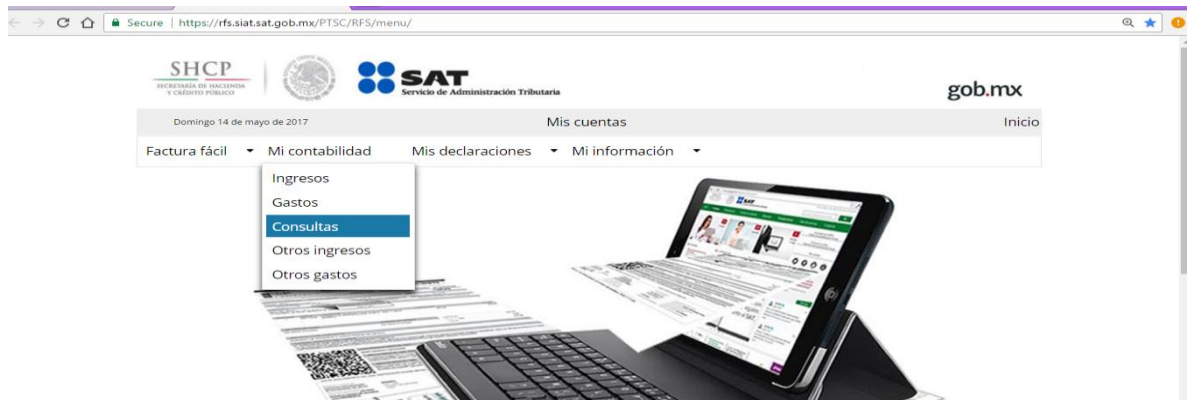 Secure | https://rfs.siat.sat.gob.mx/PTSC/RFS/menu/
SHCP
SECRETARÍA DE HACIENDA
Y CRÉDITO PÚBLICO
SAT
Servicio de Administración Tributaria
gob.mx
Domingo 14 de mayo de 2017 Mis cuentas Inicio
Factura fácil Mi contabilidad Mis declaraciones Mi información
Ingresos
Gastos
Consultas
Otros ingresos
Otros gastos
SAT